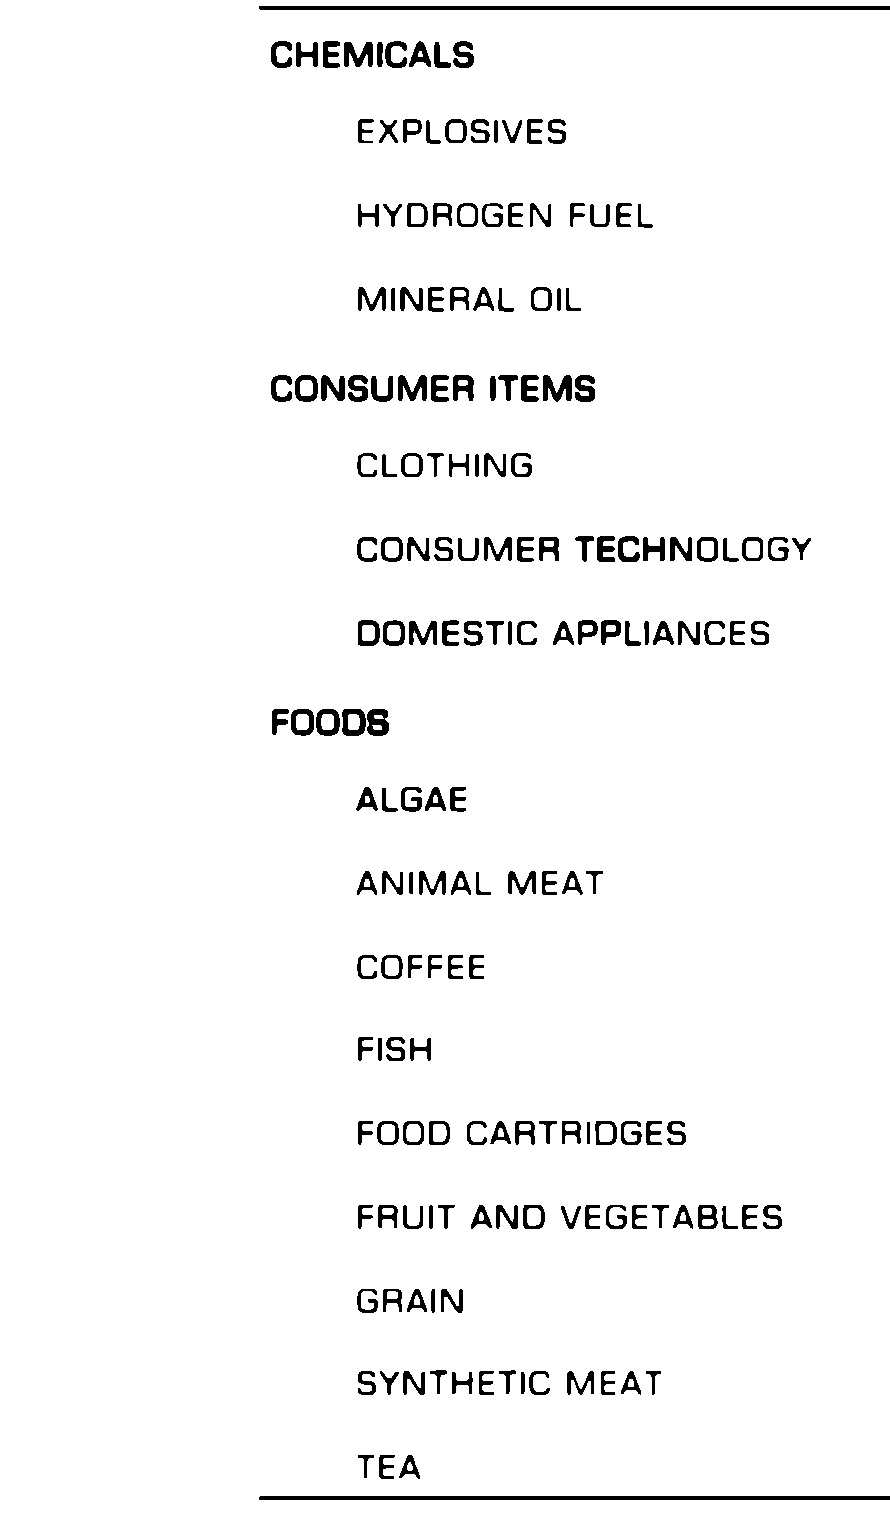 CHEMICALS
EXPLOSIVES
HYDROGEN FUEL
MINERAL OIL
CONSUMER ITEMS
CLOTHING
CONSUMER TECHNOLOGY
DOMESTIC APPLIANCES
FOODS
ALGAE
ANIMAL MEAT
COFFEE
FISH
FOOD CARTRIDGES
FRUIT AND VEGETABLES
GRAIN
SYNTHETIC MEAT
TEA